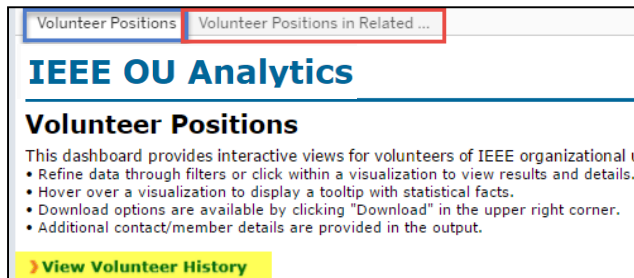 Volunteer Positions Volunteer Positions in Related ...
IEEE OU Analytics
Volunteer Positions
This dashboard provides interactive views for volunteers of IEEE organizational
• Refine data through filters or click within a visualization to view results and details.
• Hover over a visualization to display a tooltip with statistical facts.
• Download options are available by clicking "Download" in the upper right corner.
• Additional contact/member details are provided in the output.
❯ View Volunteer History